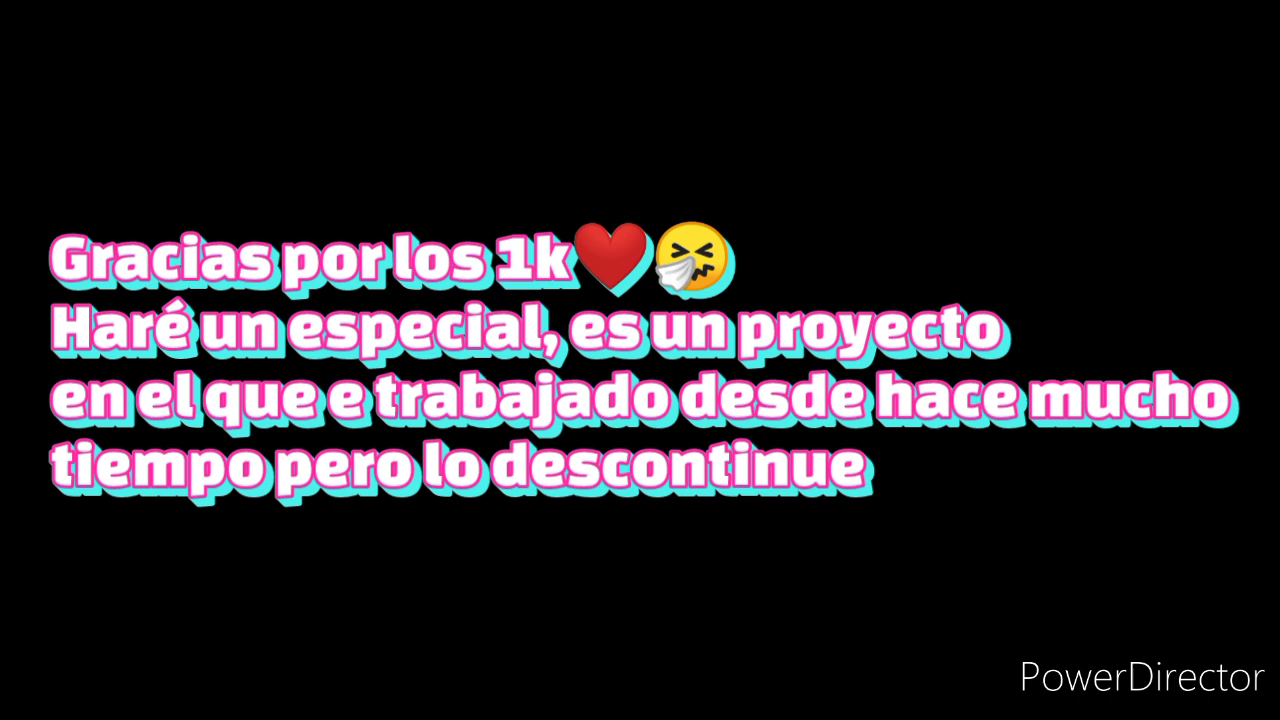 Gracias por los 1k❤️🤧
Haré un especial, es un proyecto
en el que e trabajado desde hace mucho
tiempo pero lo descontinue
PowerDirector